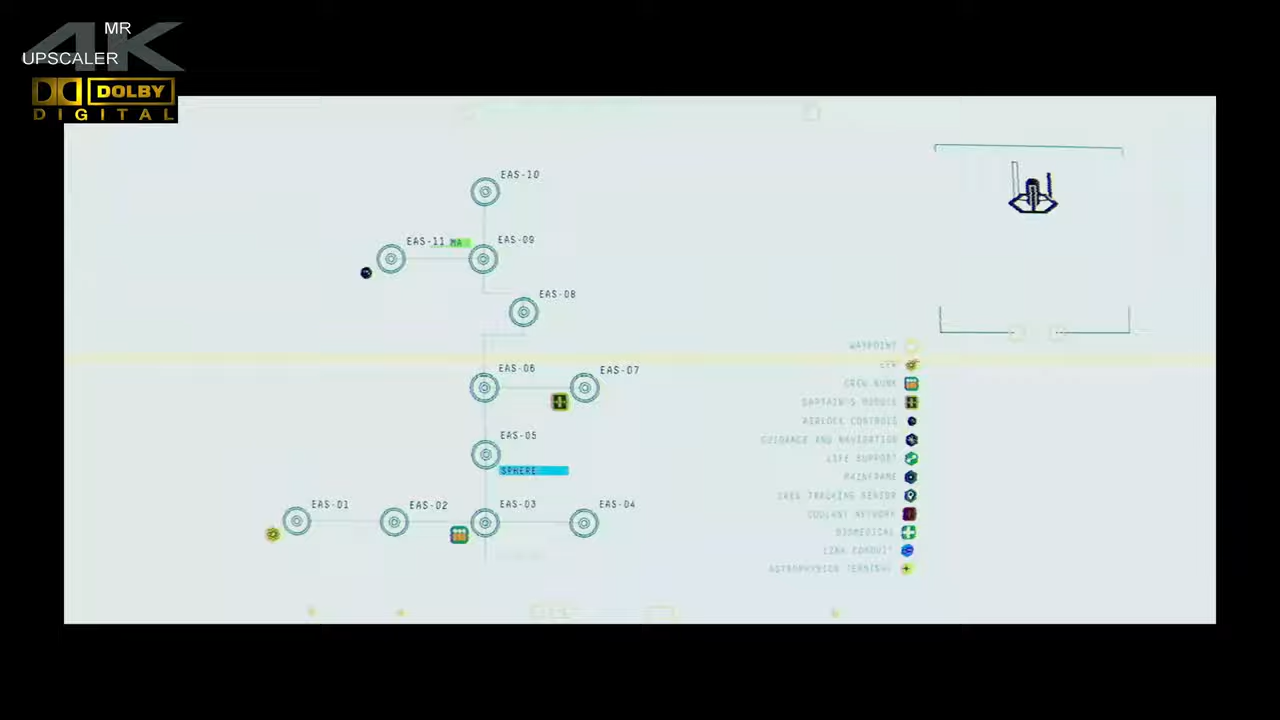 MR
4K
UPSCALER
DOLBY
DIGITAL
EAS-10
EAS-11 MA
EAS-09
EAS-08
EAS-06
EAS-07
EAS-05
SPHERE
EAS-01
EAS-02
EAS-03
EAS-04
WAYPOINT
CREW BUNK
CAPTAIN'S MODULE
AIRLOCK CONTROLS
GUIDANCE AND NAVIGATION
LIFE SUPPORT
MAINFRAME
CREW TRACKING SENSOR
COOLANT NETWORK
BIOMEDICAL
LINK CONDUIT
ASTROPHYSICS TERMINAL